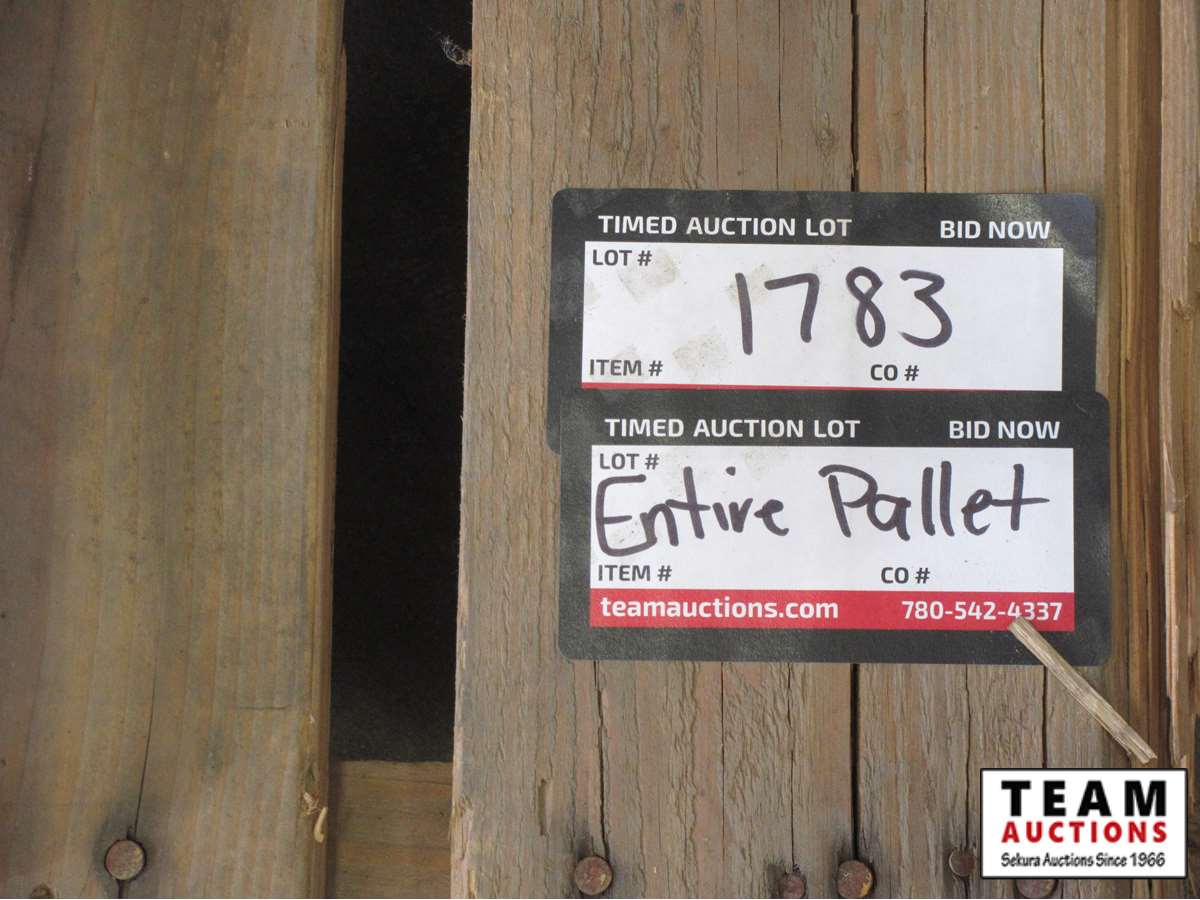 TIMED AUCTION LOT BID NOW
LOT #
1783
ITEM # CO #
TIMED AUCTION LOT BID NOW
LOT #
Entire Pallet
ITEM # CO #
teamauctions.com 780-542-4337
TEAM
AUCTIONS
Sekura Auctions Since 1966